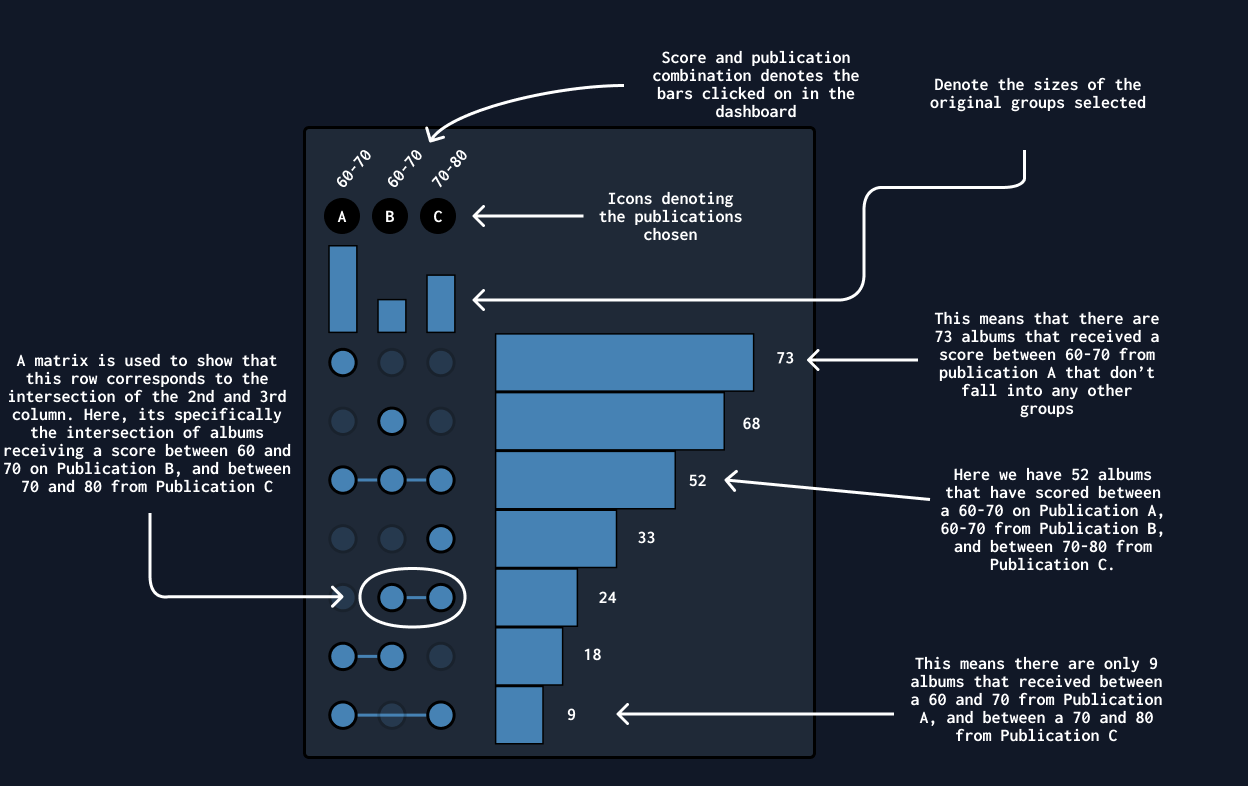 Score and publication
combination denotes the
bars clicked on in the
dashboard
Denote the sizes of the
original groups selected
60-70
60-70
70-80
A
B
C
Icons denoting
the publications
chosen
This means that there are
73 albums that received a
score between 60-70 from
publication A that don’t
fall into any other
groups
73
A matrix is used to show that
this row corresponds to the
intersection of the 2nd and 3rd
column. Here, its specifically
the intersection of albums
receiving a score between 60 and
70 on Publication B, and between
70 and 80 from Publication C
68
52
Here we have 52 albums
that have scored between
a 60-70 on Publication A,
60-70 from Publication B,
and between 70-80 from
Publication C.
33
24
18
9
This means there are only 9
albums that received between
a 60 and 70 from Publication
A, and between a 70 and 80
from Publication C